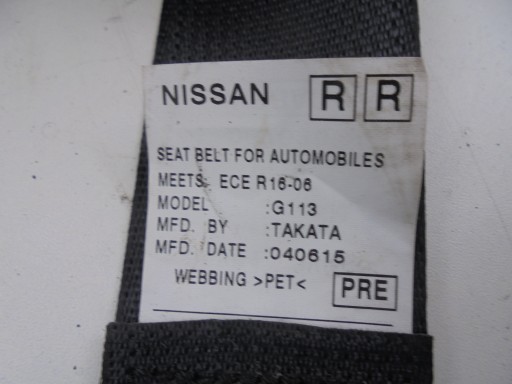 NISSAN R R
SEAT BELT FOR AUTOMOBILES
MEETS: ECE R16-06
MODEL :G113
MFD. BY :TAKATA
MFD. DATE :040615
WEBBING >PET< PRE